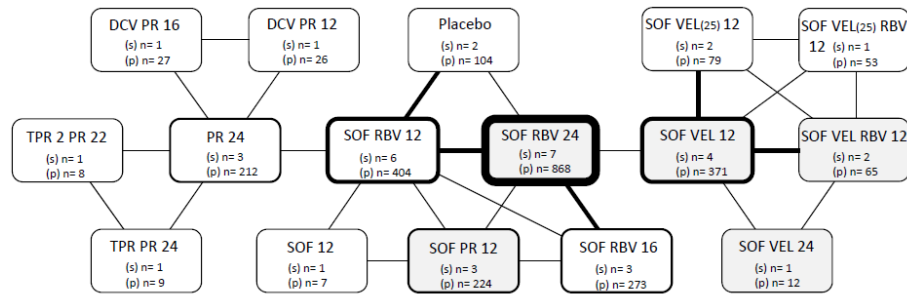 DCV PR 16
(s) n= 1
(p) n= 27
DCV PR 12
(s) n= 1
(p) n= 26
Placebo
(s) n= 2
(p) n= 104
SOF VEL(25) 12
(s) n= 2
(p) n= 79
SOF VEL(25) RBV
12
(s) n= 1
(p) n= 53
TPR 2 PR 22
(s) n= 1
(p) n= 8
PR 24
(s) n= 3
(p) n= 212
SOF RBV 12
(s) n= 6
(p) n= 404
SOF RBV 24
(s) n= 7
(p) n= 868
SOF VEL 12
(s) n= 4
(p) n= 371
SOF VEL RBV 12
(s) n= 2
(p) n= 65
TPR PR 24
(s) n= 1
(p) n= 9
SOF 12
(s) n= 1
(p) n= 7
SOF PR 12
(s) n= 3
(p) n= 224
SOF RBV 16
(s) n= 3
(p) n= 273
SOF VEL 24
(s) n= 1
(p) n= 12